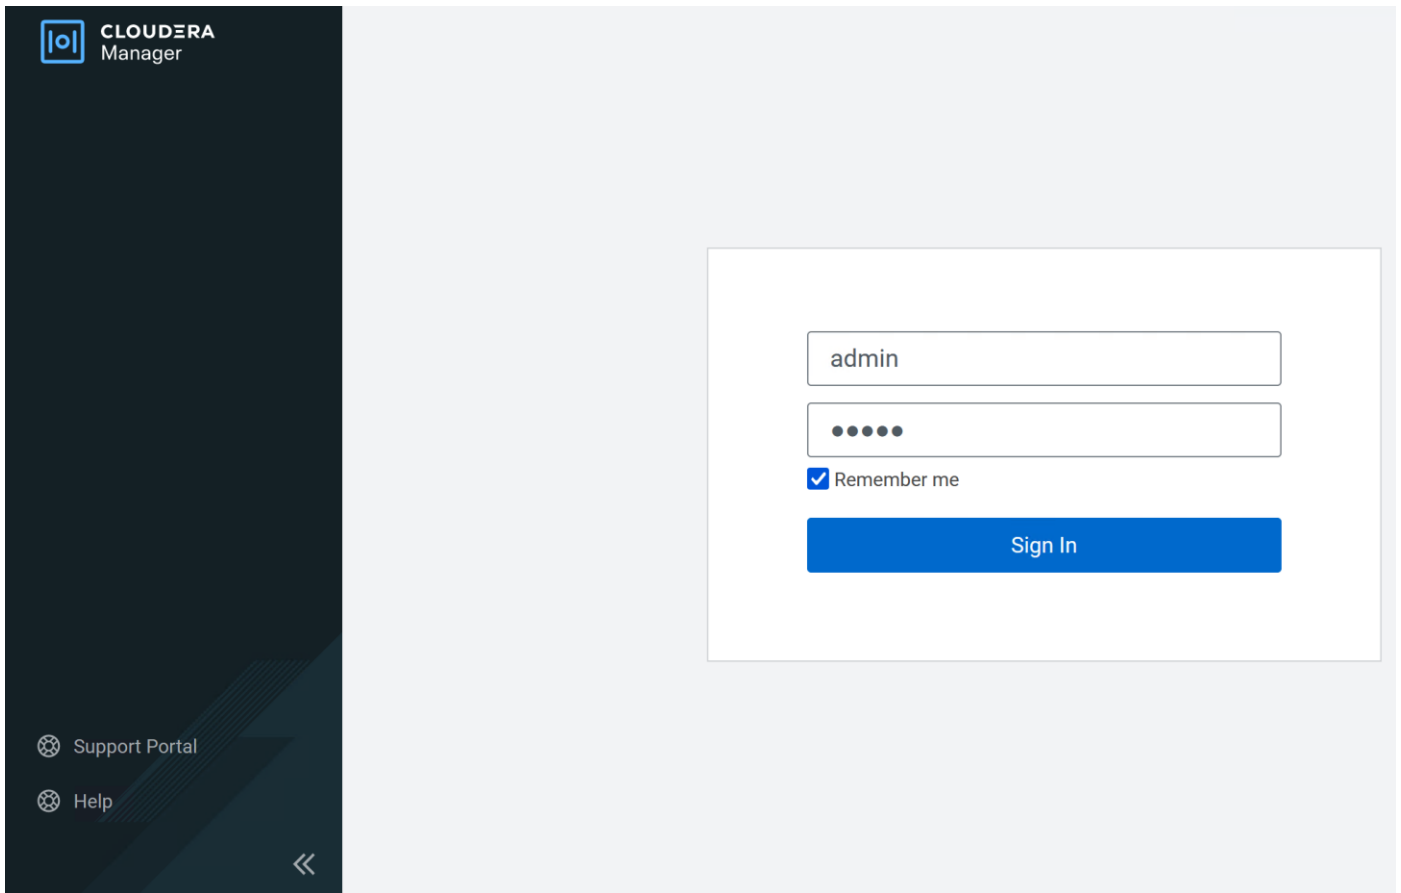 CLOUDERA
Manager
admin
•••••
Remember me
Sign In
Support Portal
Help